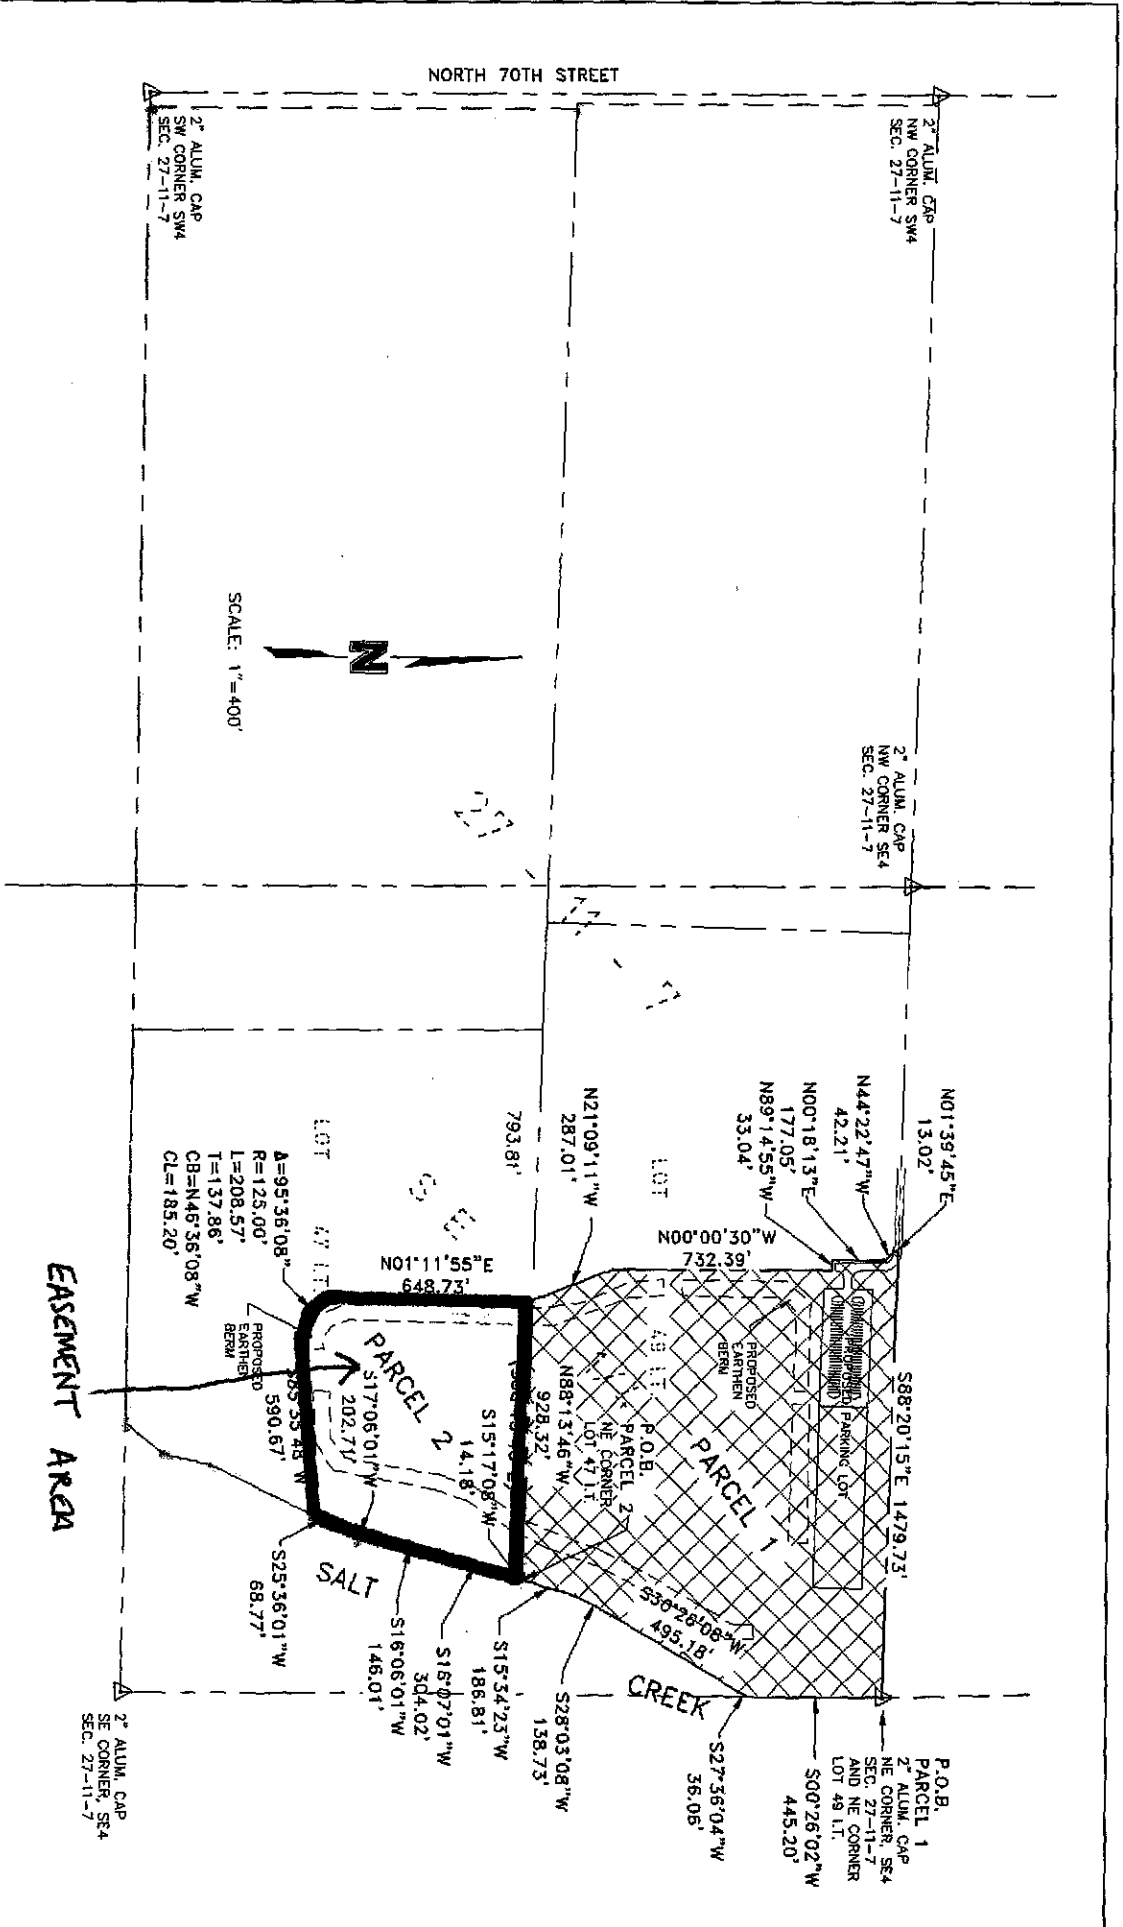 NORTH 70TH STREET
2" ALUM. CAP
NW CORNER SW4
SEC. 27-11-7
2" ALUM. CAP
SW CORNER SW4
SEC. 27-11-7
2" ALUM. CAP
NW CORNER SE4
SEC. 27-11-7
SCALE: 1"=400'
N
27
-
11
-
7
N01°39'45"E
13.02'
N44°22'47"W
42.21'
N00°18'13"E
177.05'
N89°14'55"W
33.04'
N00°00'30"W
732.39'
N21°09'11"W
287.01'
793.81'
N01°11'55"E
648.73'
LOT
49 I.T.
SE
LOT 47 I.T.
Δ=95°36'08"
R=125.00'
L=208.57'
T=137.86'
CB=N46°36'08"W
CL=185.20'
S88°20'15"E 1479.73'
PROPOSED PARKING LOT
PARCEL 1
PROPOSED
EARTHEN
BERM
P.O.B.
PARCEL 2
NE CORNER
LOT 47 I.T.
N88°13'46"W
928.32'
S15°17'08"W
14.18'
PARCEL 2
S17°06'01"W
202.71'
PROPOSED
EARTHEN
BERM
590.67'
S30°26'08"W
495.18'
SALT
CREEK
P.O.B.
PARCEL 1
2" ALUM. CAP
NE CORNER, SE4
SEC. 27-11-7
AND NE CORNER
LOT 49 I.T.
S00°26'02"W
445.20'
S27°36'04"W
36.06'
S28°03'08"W
138.73'
S15°34'23"W
186.81'
S16°07'01"W
304.02'
S16°06'01"W
146.01'
S25°36'01"W
68.77'
2" ALUM. CAP
SE CORNER, SE4
SEC. 27-11-7
EASEMENT AREA